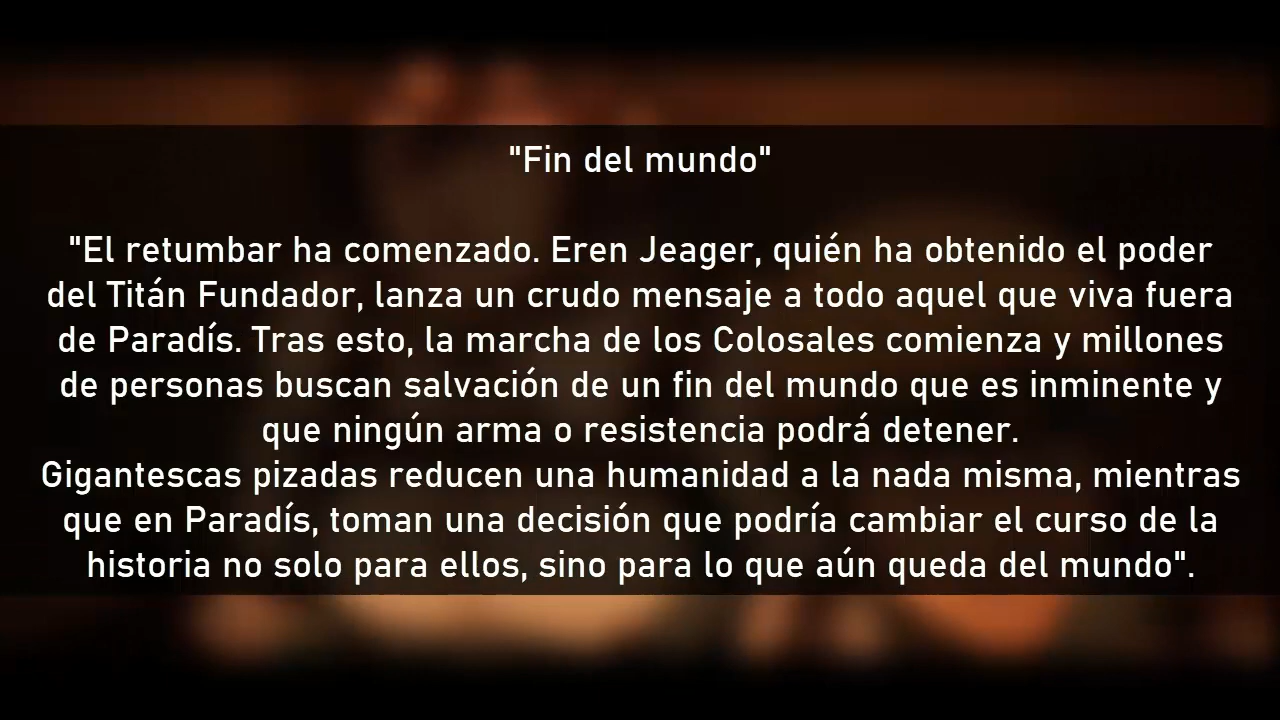 "Fin del mundo"
"El retumbar ha comenzado. Eren Jeager, quién ha obtenido el poder
del Titán Fundador, lanza un crudo mensaje a todo aquel que viva fuera
de Paradís. Tras esto, la marcha de los Colosales comienza y millones
de personas buscan salvación de un fin del mundo que es inminente y
que ningún arma o resistencia podrá detener.
Gigantescas pizadas reducen una humanidad a la nada misma, mientras
que en Paradís, toman una decisión que podría cambiar el curso de la
historia no solo para ellos, sino para lo que aún queda del mundo".